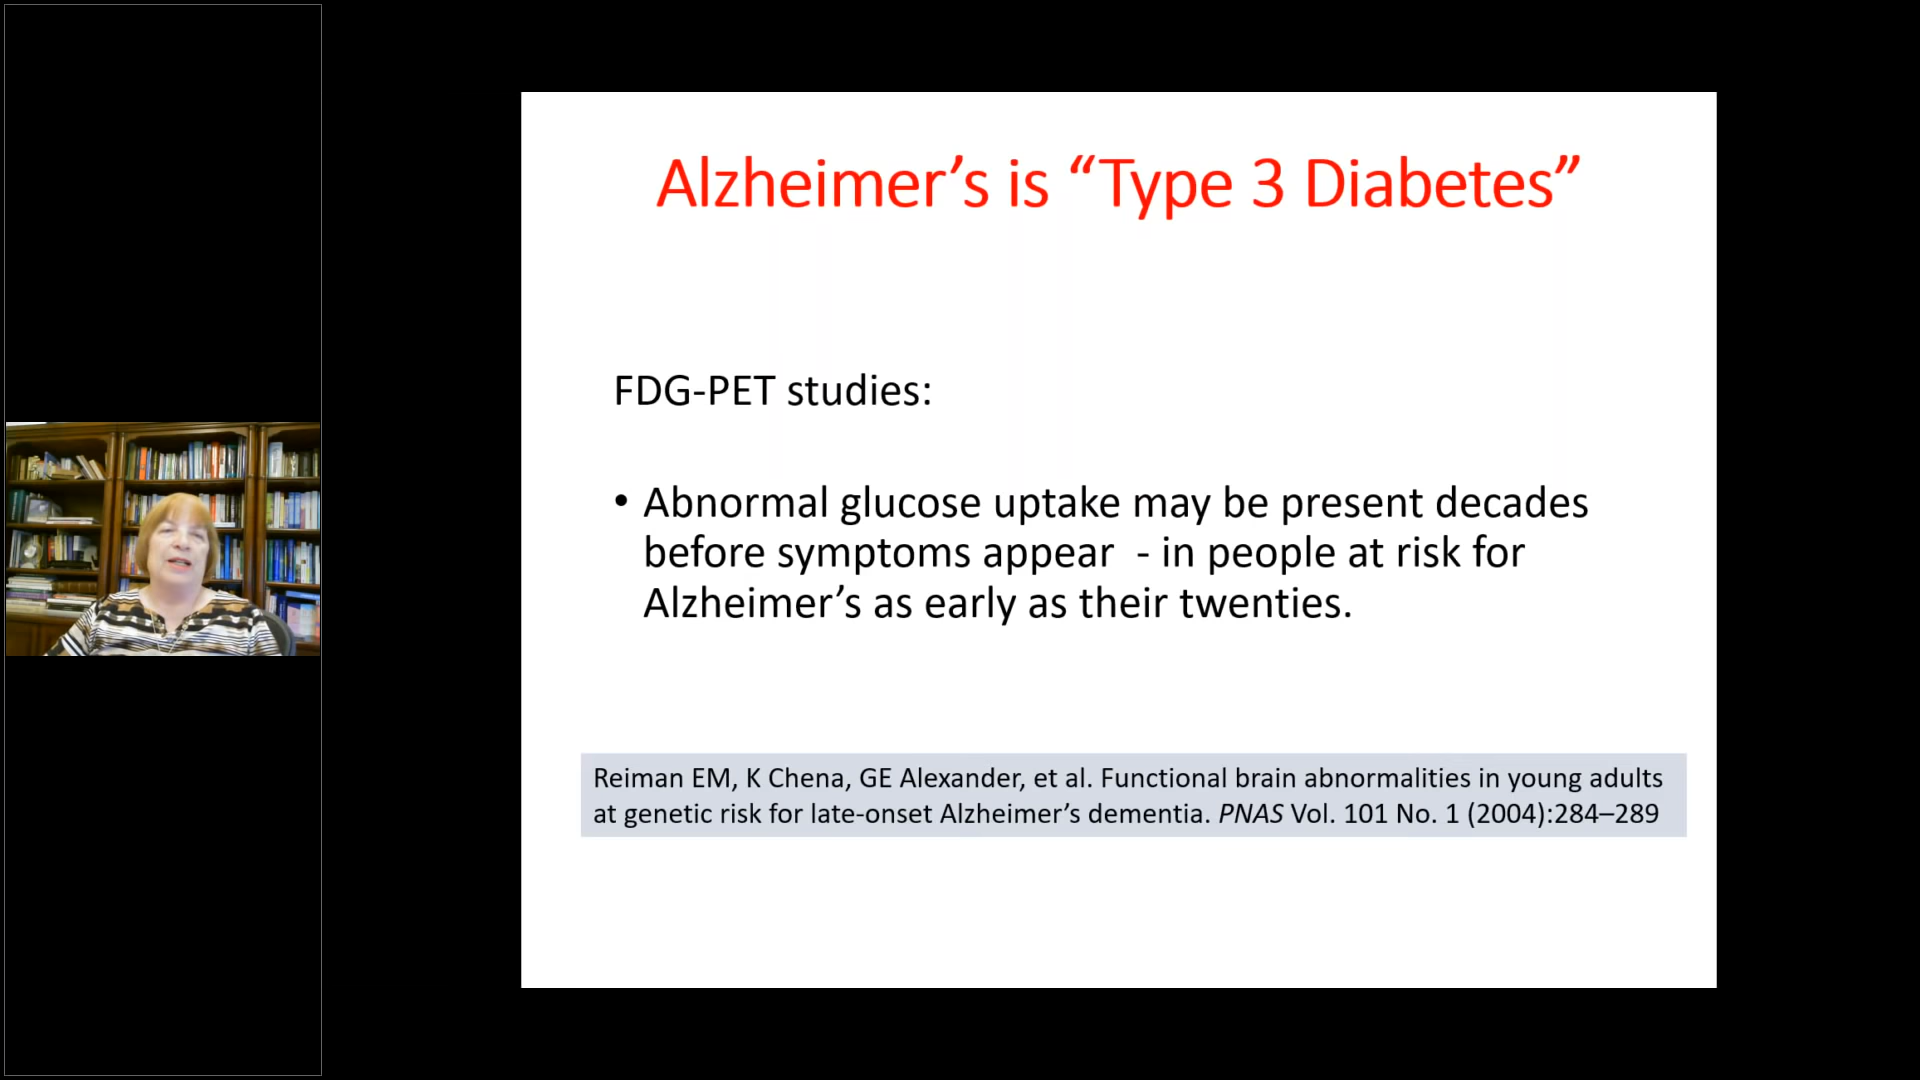 Alzheimer’s is “Type 3 Diabetes”
FDG-PET studies:
• Abnormal glucose uptake may be present decades
before symptoms appear  - in people at risk for
Alzheimer’s as early as their twenties.
Reiman EM, K Chena, GE Alexander, et al. Functional brain abnormalities in young adults
at genetic risk for late-onset Alzheimer’s dementia. PNAS Vol. 101 No. 1 (2004):284–289